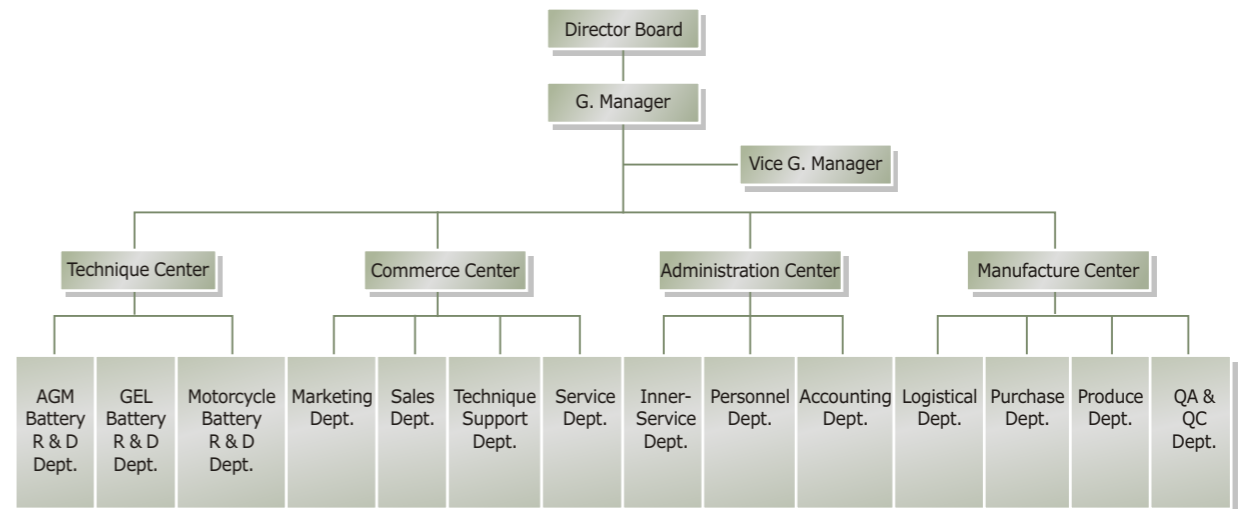 Director Board
G. Manager
Vice G. Manager
Technique Center
Commerce Center
Administration Center
Manufacture Center
AGM
Battery
R & D
Dept.
GEL
Battery
R & D
Dept.
Motorcycle
Battery
R & D
Dept.
Marketing
Dept.
Sales
Dept.
Technique
Support
Dept.
Service
Dept.
Inner-
Service
Dept.
Personnel
Dept.
Accounting
Dept.
Logistical
Dept.
Purchase
Dept.
Produce
Dept.
QA &
QC
Dept.